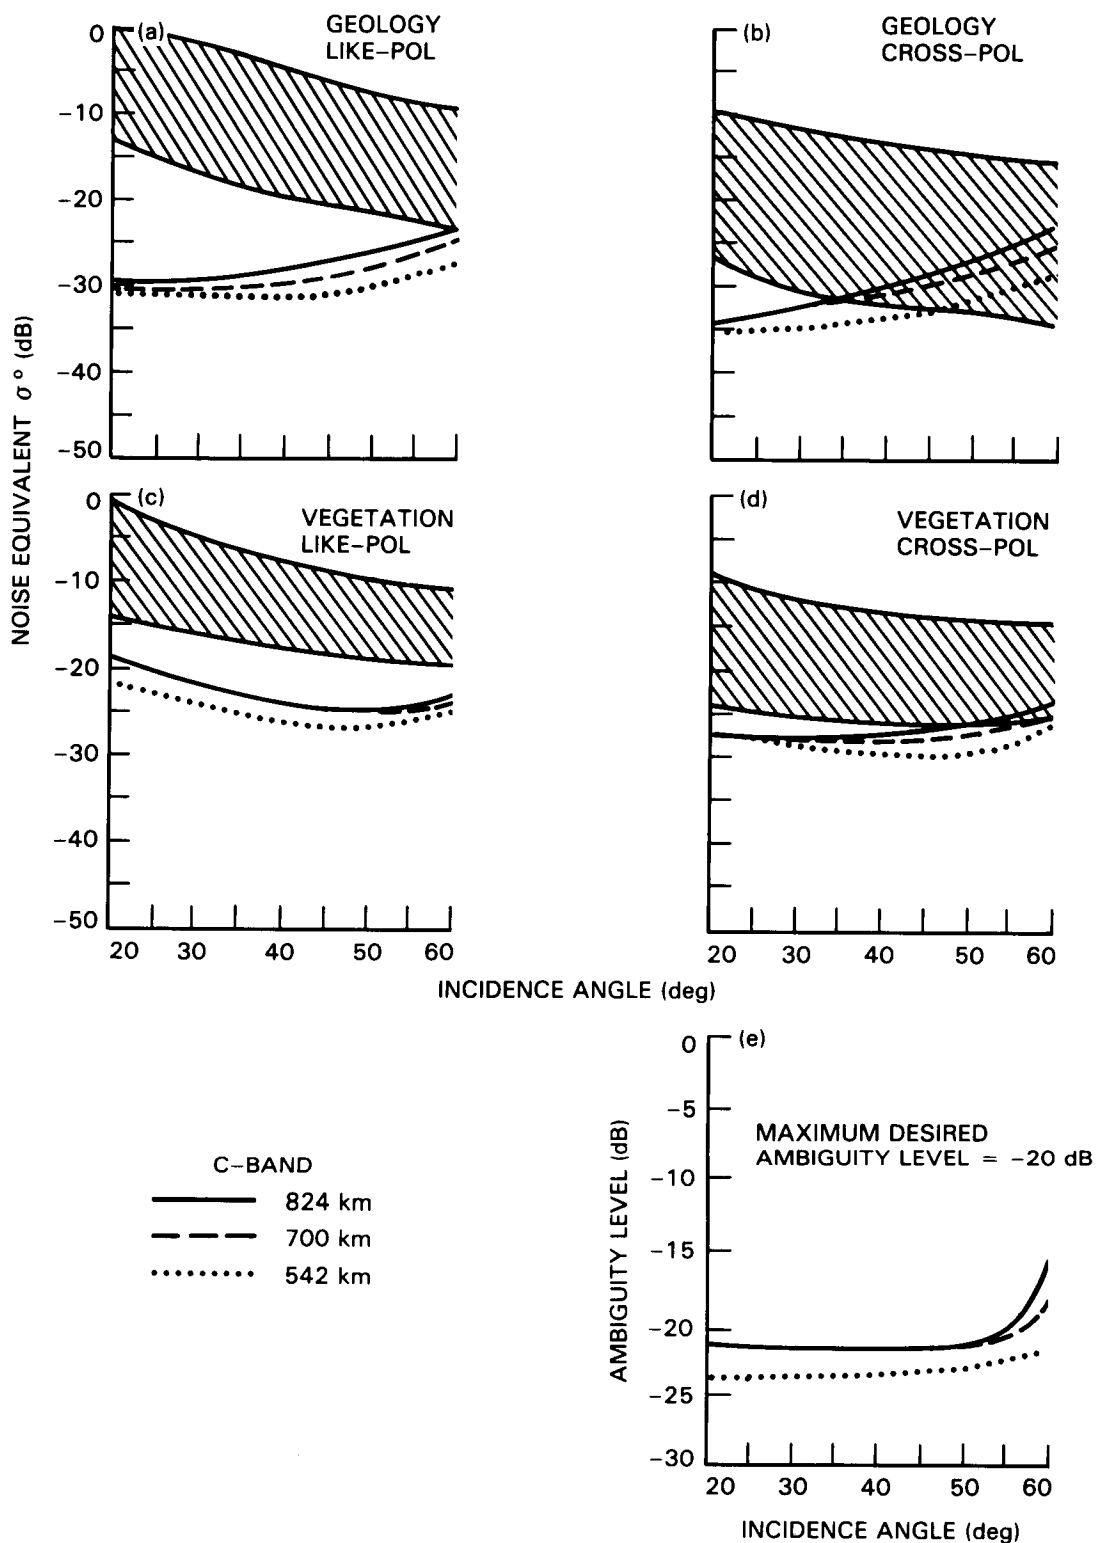 (a)
GEOLOGY
LIKE–POL
(b)
GEOLOGY
CROSS–POL
0
–10
–20
–30
–40
–50
NOISE EQUIVALENT σ° (dB)
(c)
VEGETATION
LIKE–POL
(d)
VEGETATION
CROSS–POL
0
–10
–20
–30
–40
–50
20 30 40 50 60
20 30 40 50 60
INCIDENCE ANGLE (deg)
C–BAND
824 km
700 km
542 km
(e)
MAXIMUM DESIRED
AMBIGUITY LEVEL = –20 dB
AMBIGUITY LEVEL (dB)
0
–5
–10
–15
–20
–25
–30
20 30 40 50 60
INCIDENCE ANGLE (deg)